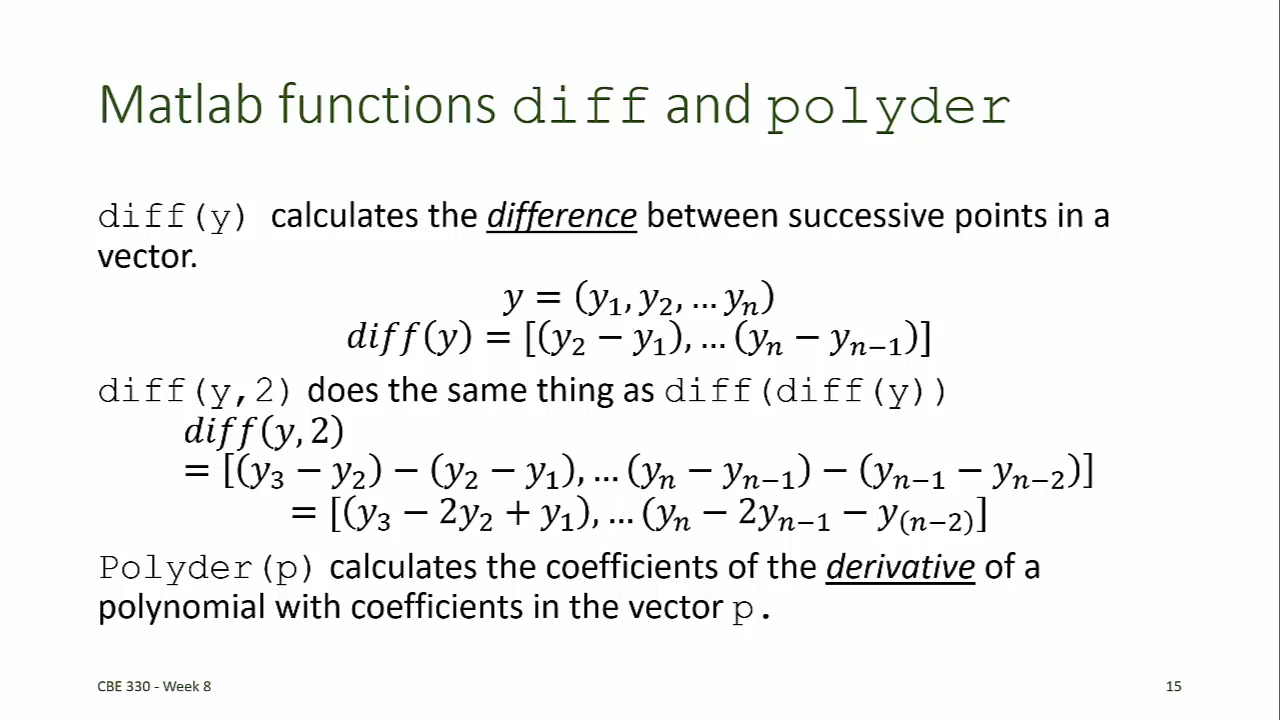 Matlab functions diff and polyder
diff(y) calculates the difference between successive points in a
vector.
y = (y₁, y₂, … yₙ)
diff(y) = [(y₂ − y₁), … (yₙ − yₙ₋₁)]
diff(y,2) does the same thing as diff(diff(y))
diff(y, 2)
= [(y₃ − y₂) − (y₂ − y₁), … (yₙ − yₙ₋₁) − (yₙ₋₁ − yₙ₋₂)]
= [(y₃ − 2y₂ + y₁), … (yₙ − 2yₙ₋₁ − y₍ₙ₋₂₎]
Polyder(p) calculates the coefficients of the derivative of a
polynomial with coefficients in the vector p.
CBE 330 - Week 8
15